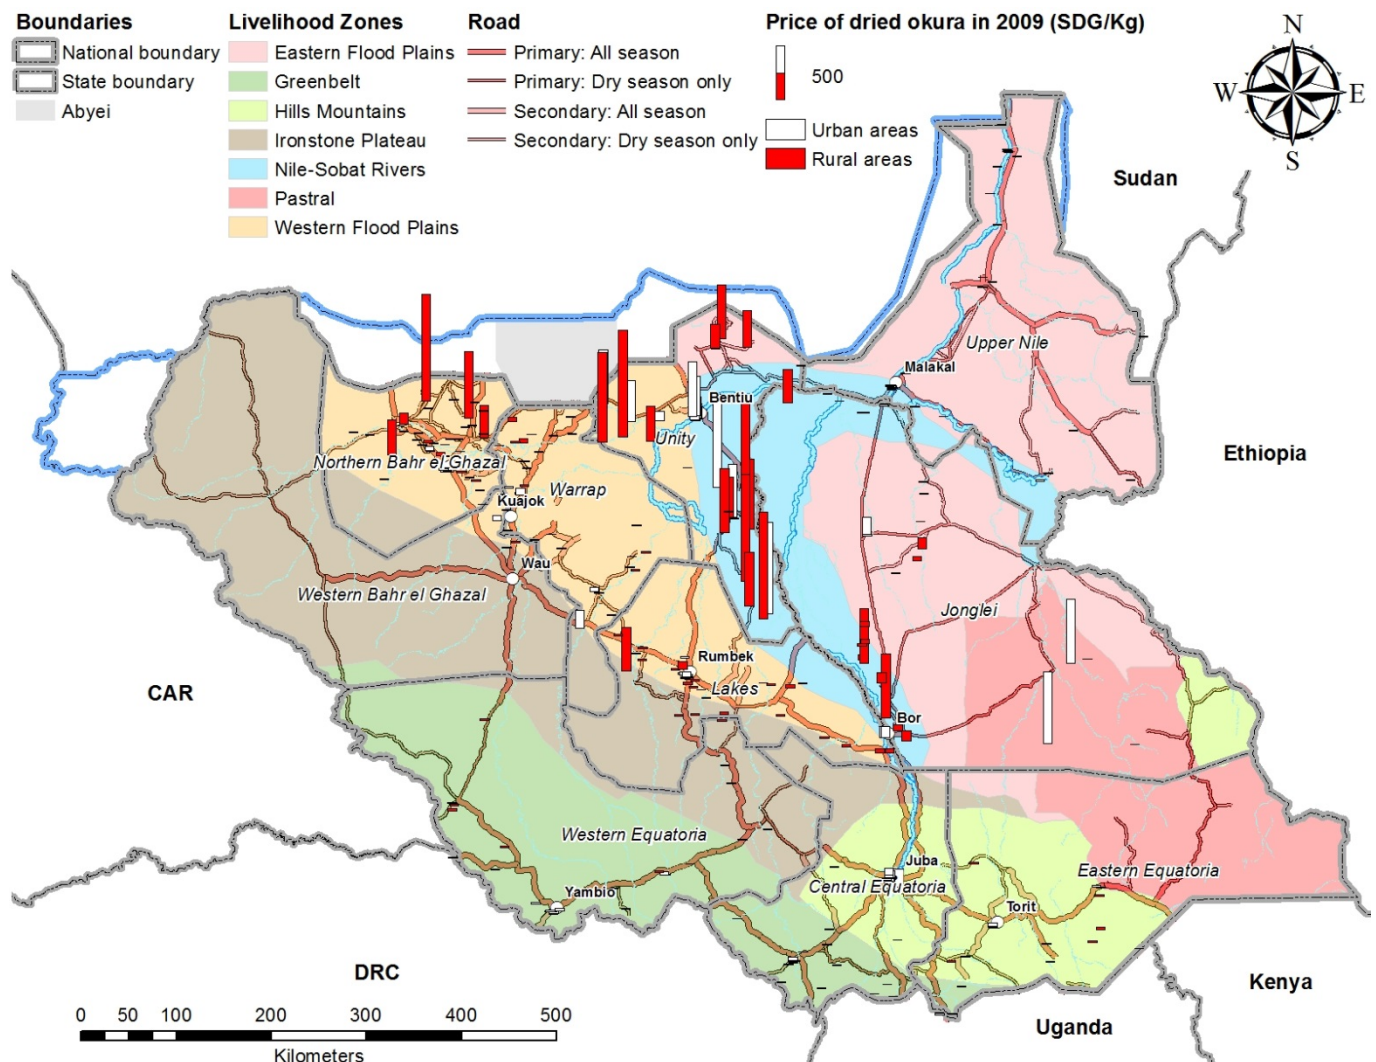 Boundaries
National boundary
State boundary
Abyei
Livelihood Zones
Eastern Flood Plains
Greenbelt
Hills Mountains
Ironstone Plateau
Nile-Sobat Rivers
Pastral
Western Flood Plains
Road
Primary: All season
Primary: Dry season only
Secondary: All season
Secondary: Dry season only
Price of dried okura in 2009 (SDG/Kg)
500
Urban areas
Rural areas
N
W E
S
Sudan
Upper Nile
Malakal
Bentiu
Unity
Ethiopia
Northern Bahr el Ghazal
Warrap
Kuajok
Wau
Western Bahr el Ghazal
Jonglei
Rumbek
Lakes
CAR
Bor
Western Equatoria
Juba
Central Equatoria
Eastern Equatoria
Yambio
Torit
DRC
Kenya
Uganda
0 50 100 200 300 400 500
Kilometers